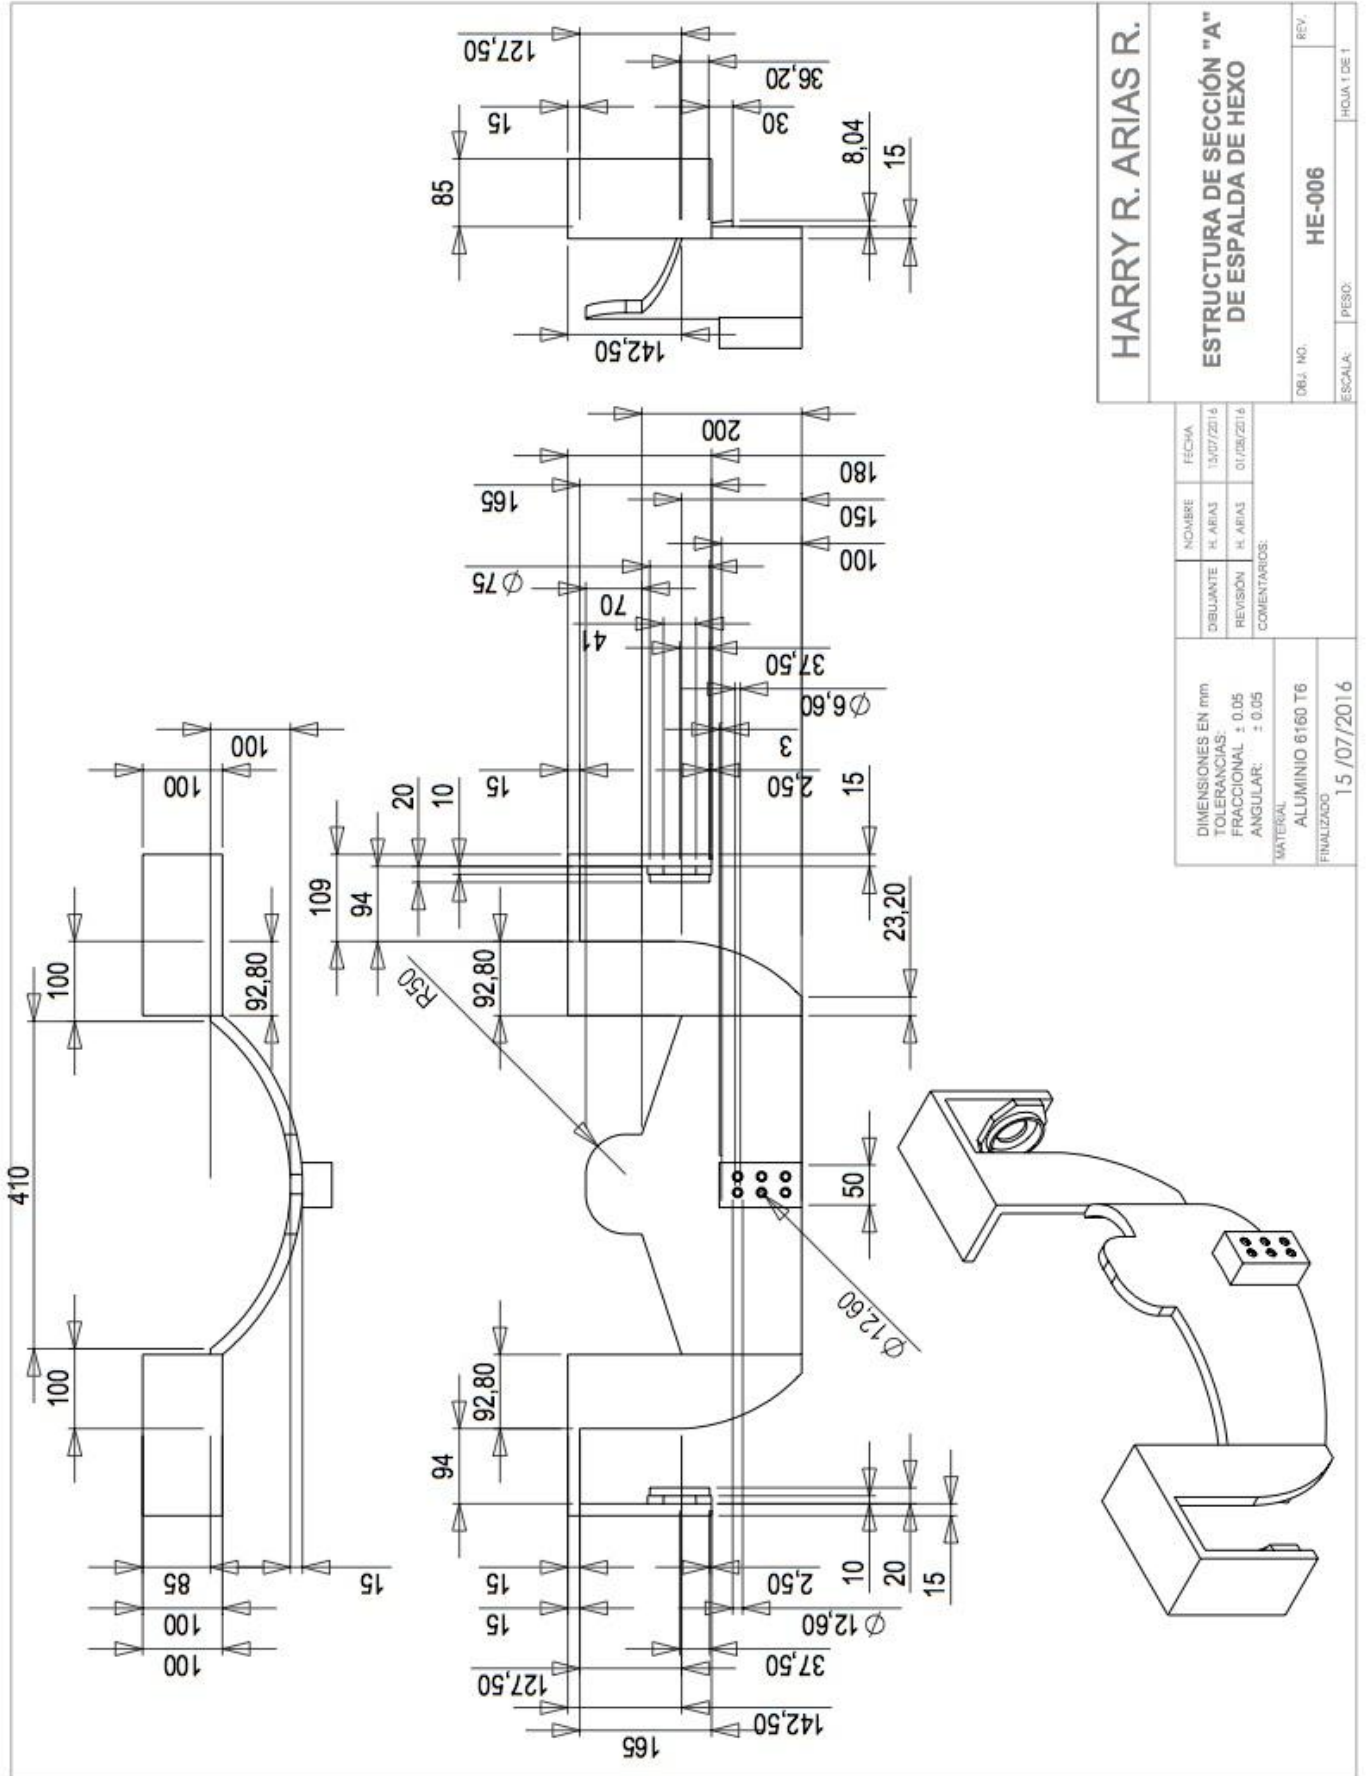 410
100
100
92,80
100
100
85
100
100
15
127,50
15
85
36,20
30
8,04
15
142,50
94
92,80
R50
92,80
109
94
20
10
15
165
Ø 75
70
41
200
180
150
100
37,50
Ø6,60
3
2,50
15
23,20
50
Ø 12,60
15
15
127,50
142,50
165
37,50
Ø 12,60
2,50
10
20
15
DIMENSIONES EN mm
TOLERANCIAS:
FRACCIONAL ± 0.05
ANGULAR: ± 0.05
MATERIAL
ALUMINIO 6160 T6
FINALIZADO
15 /07/2016
NOMBRE FECHA
DIBUJANTE H. ARIAS 15/07/2016
REVISIÓN H. ARIAS 01/08/2016
COMENTARIOS:
HARRY R. ARIAS R.
ESTRUCTURA DE SECCIÓN "A"
DE ESPALDA DE HEXO
DBJ. NO. HE-006 REV.
ESCALA: PESO: HOJA 1 DE 1